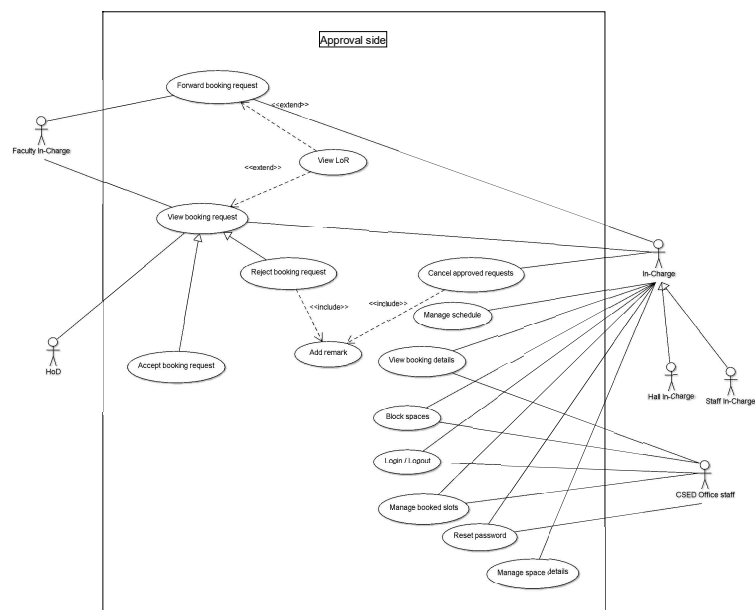 Approval side
Forward booking request
<<extend>>
Faculty In-Charge
View LoR
<<extend>>
View booking request
Reject booking request
Cancel approved requests
In-Charge
<<include>>
<<include>>
Manage schedule
HoD
Add remark
View booking details
Accept booking request
Hall In-Charge
Staff In-Charge
Block spaces
Login / Logout
CSED Office staff
Manage booked slots
Reset password
Manage space details